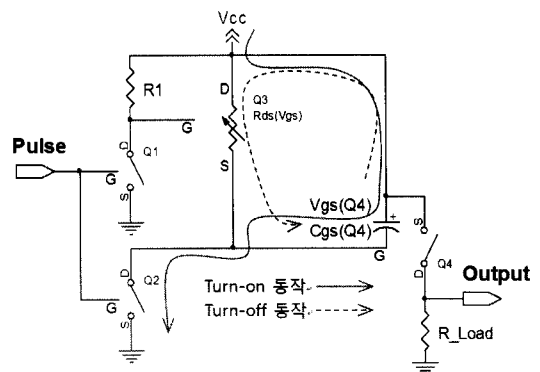 Vcc
R1
D
Q3
Rds(Vgs)
G
Pulse
D
Q1
G
S
S
Vgs(Q4)
+
Cgs(Q4)
G
S
Q4
D
Output
D
Q2
G
S
Turn-on 동작
Turn-off 동작
R_Load